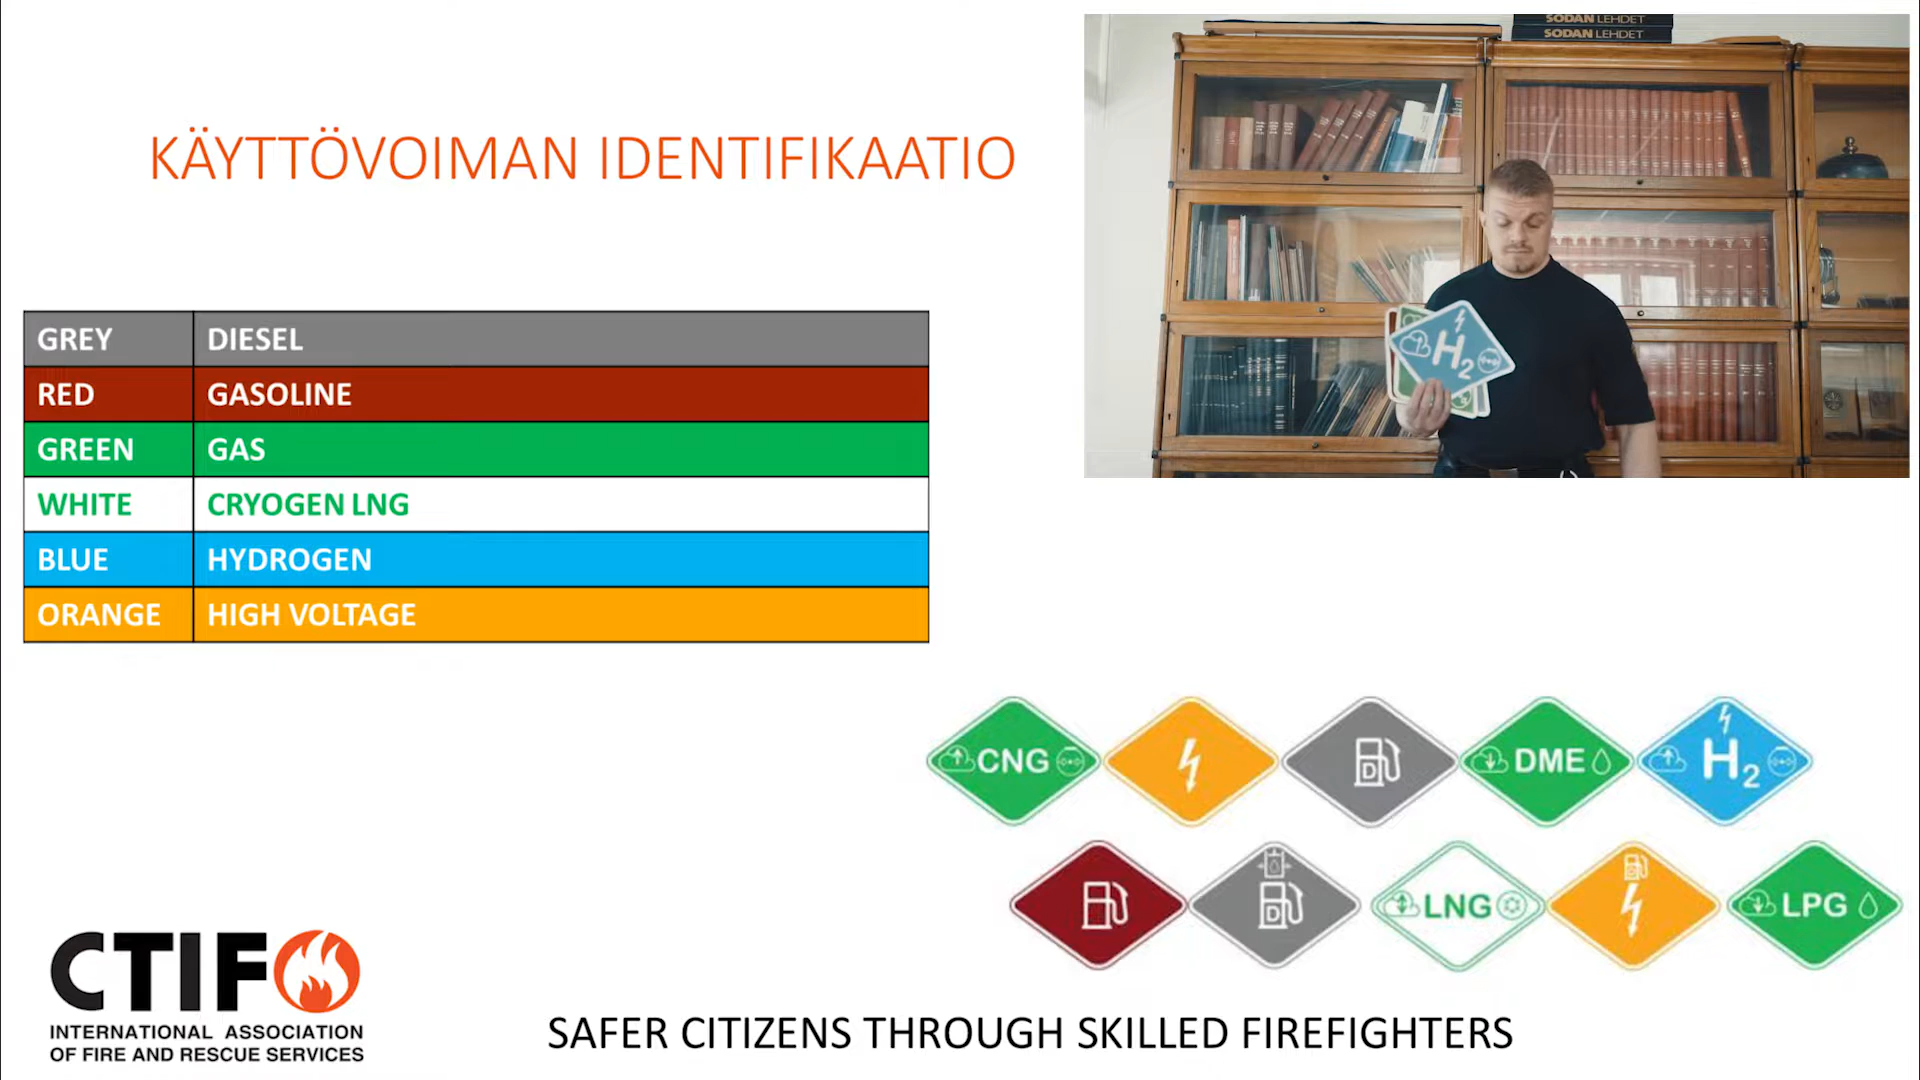 SODAN LEHDET
SODAN LEHDET
KÄYTTÖVOIMAN IDENTIFIKAATIO
H2
GREY DIESEL
RED GASOLINE
GREEN GAS
WHITE CRYOGEN LNG
BLUE HYDROGEN
ORANGE HIGH VOLTAGE
CNG
D
DME
H2
D
LNG
D
LPG
CTIF
INTERNATIONAL ASSOCIATION
OF FIRE AND RESCUE SERVICES
SAFER CITIZENS THROUGH SKILLED FIREFIGHTERS